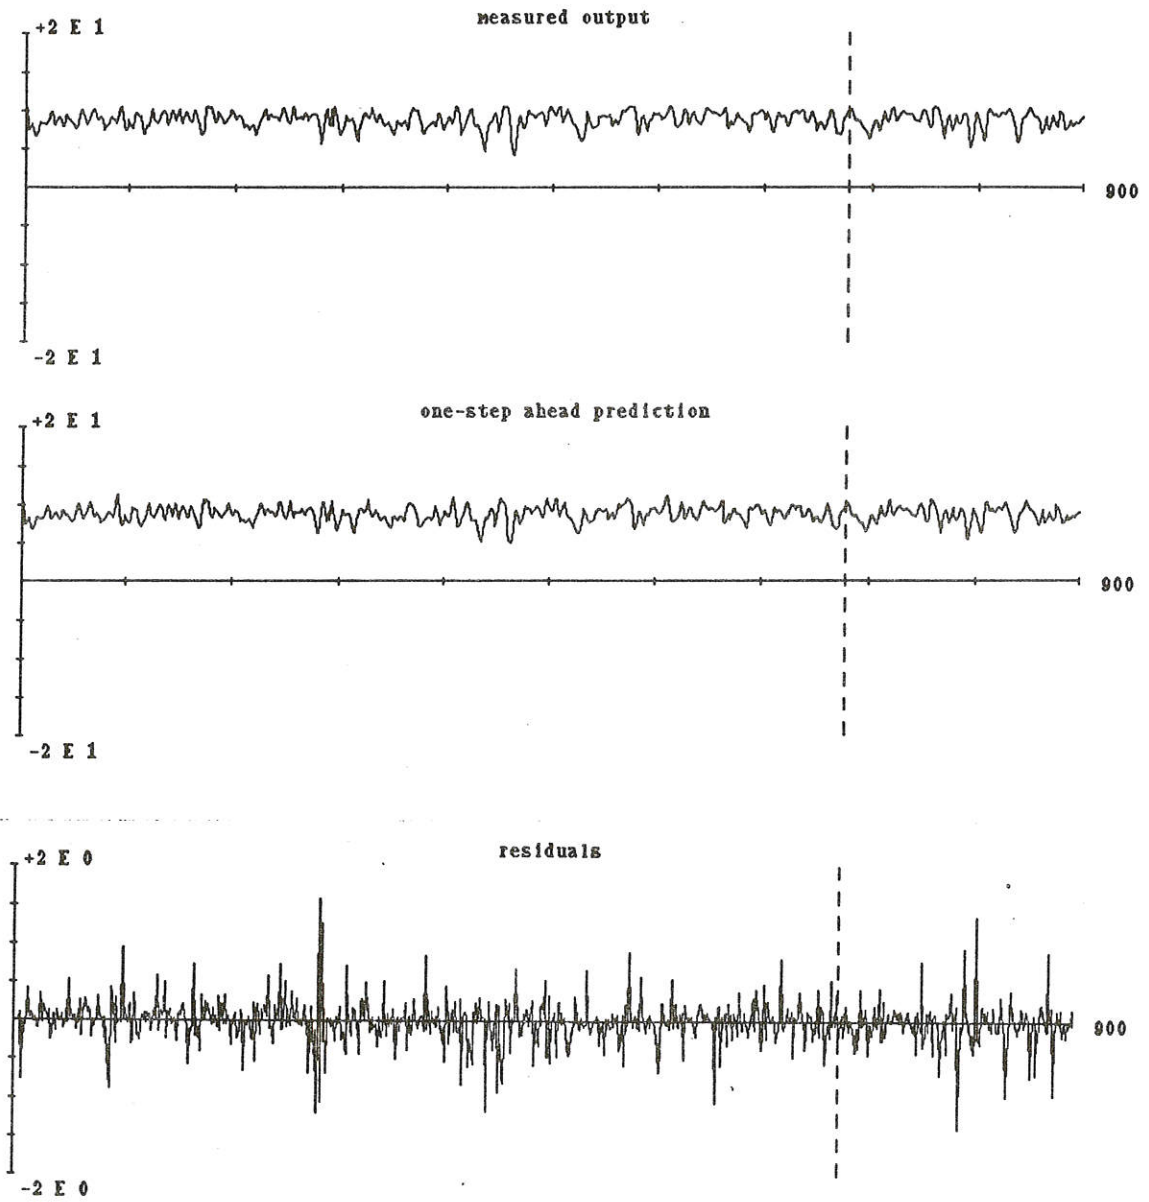 measured output
+2 E 1
900
-2 E 1
one-step ahead prediction
+2 E 1
900
-2 E 1
residuals
+2 E 0
900
-2 E 0